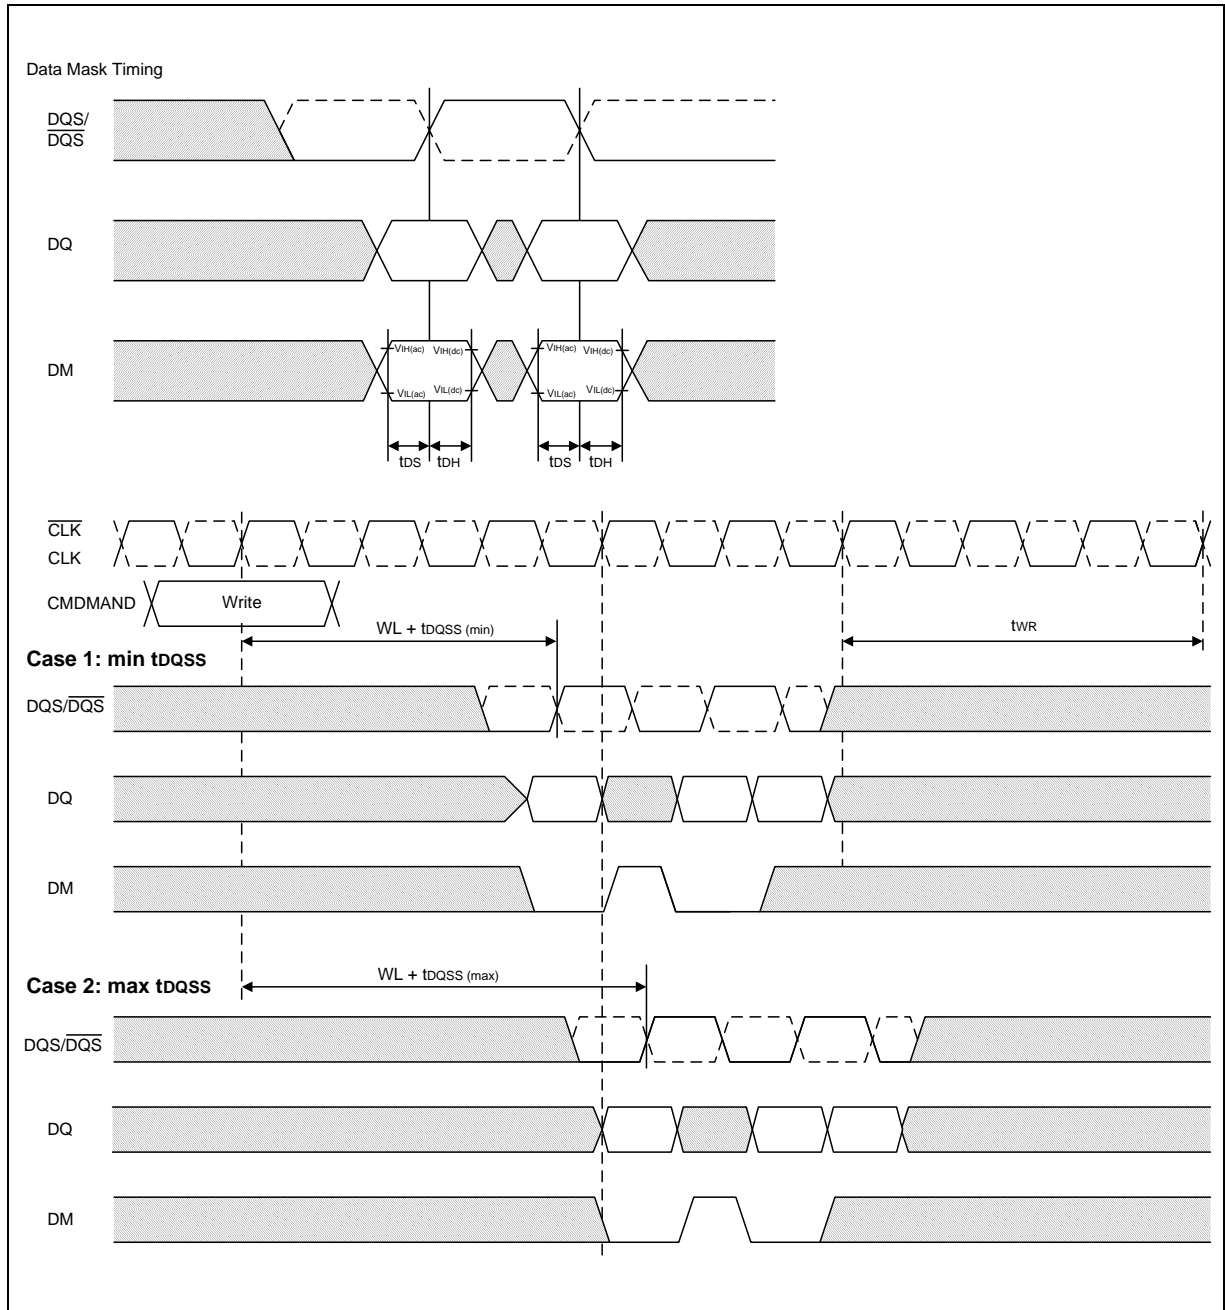 Data Mask Timing
DQS/
DQS
DQ
DM
VIH(ac) VIH(dc) VIH(ac) VIH(dc)
VIL(ac) VIL(dc) VIL(ac) VIL(dc)
tDS tDH tDS tDH
CLK
CLK
CMDMAND Write
WL + tDQSS (min) tWR
Case 1: min tDQSS
DQS/DQS
DQ
DM
WL + tDQSS (max)
Case 2: max tDQSS
DQS/DQS
DQ
DM